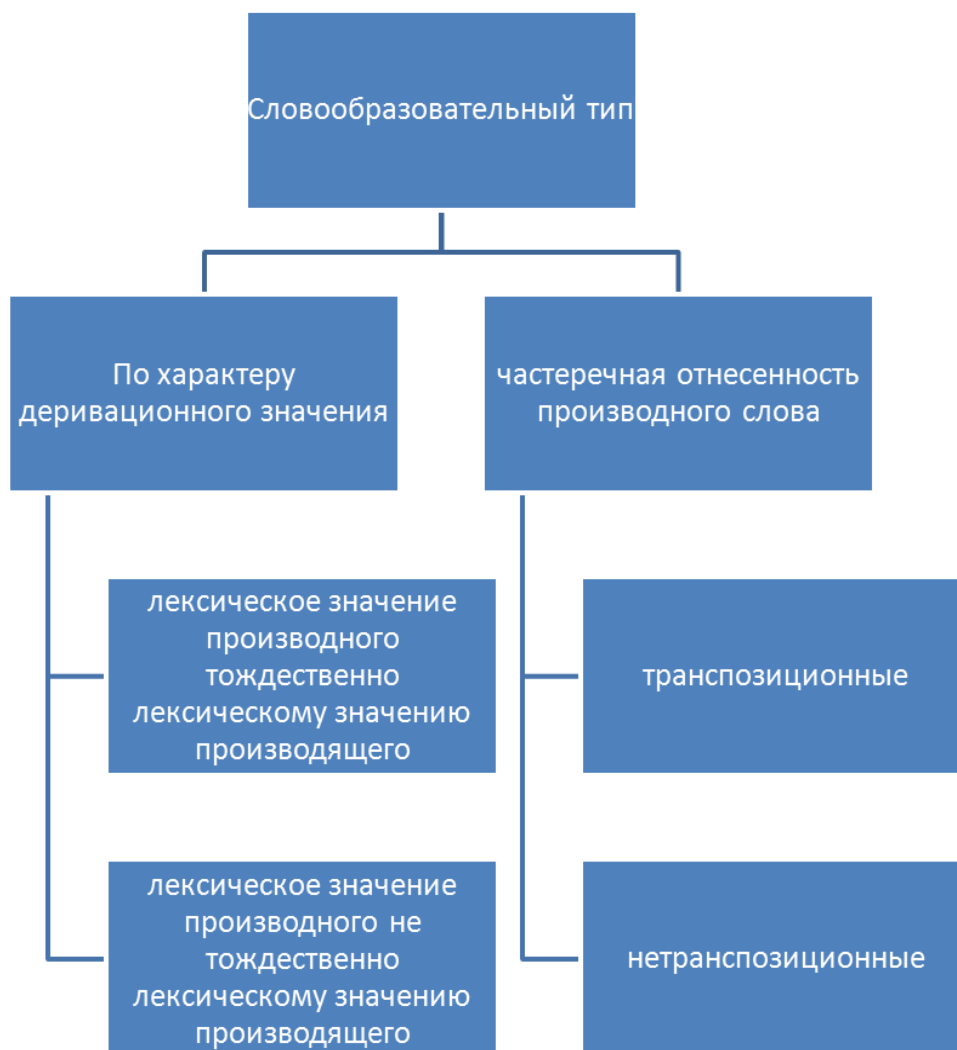 Словообразовательный тип
По характеру
деривационного значения
частеречная отнесенность
производного слова
лексическое значение
производного
тождественно
лексическому значению
производящего
транспозиционные
лексическое значение
производного не
тождественно
лексическому значению
производящего
нетранспозиционные